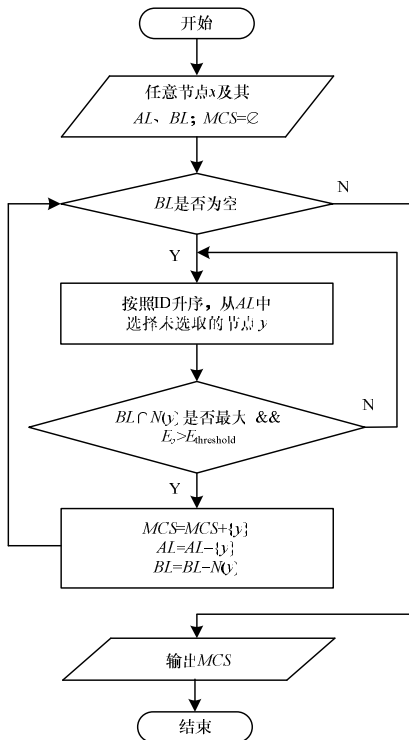 开始
任意节点x及其
AL、BL；MCS=∅
BL是否为空
N
Y
按照ID升序，从AL中
选择未选取的节点 y
BL∩N(y)是否最大 &&
Ey>Ethreshold
N
Y
MCS=MCS+{y}
AL=AL−{y}
BL=BL−N(y)
输出MCS
结束